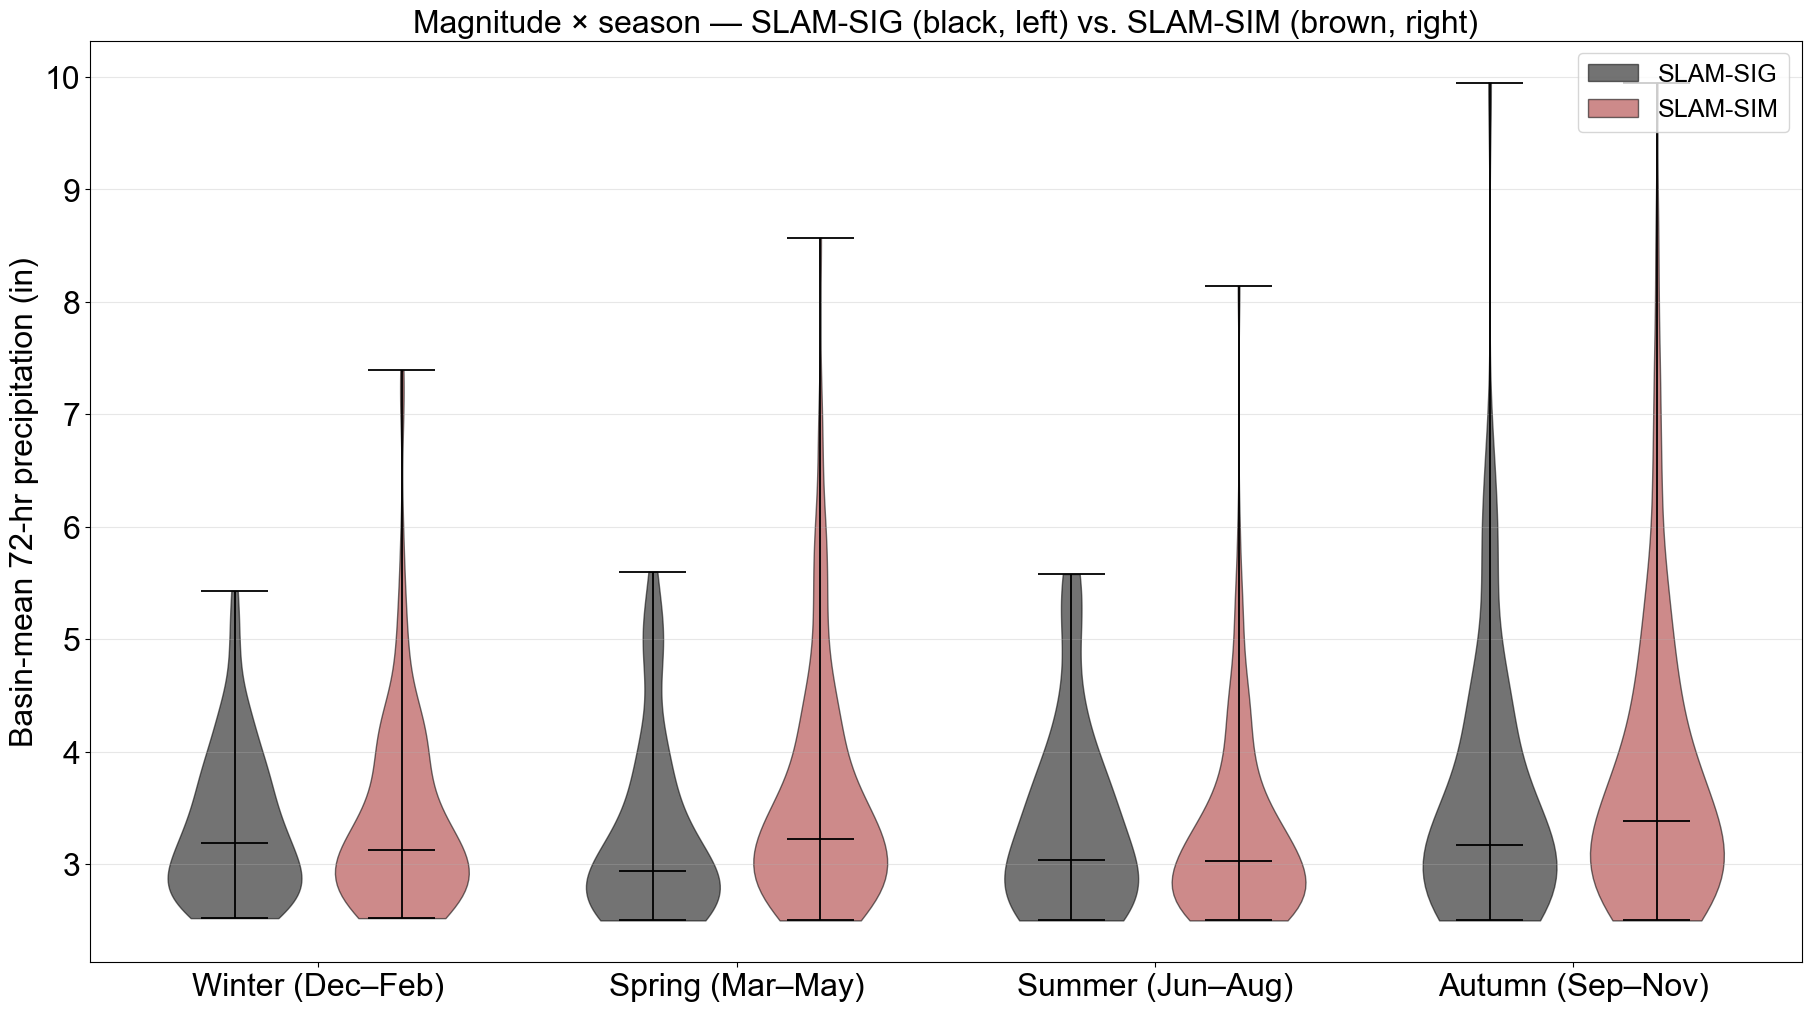 Magnitude × season — SLAM-SIG (black, left) vs. SLAM-SIM (brown, right)
SLAM-SIG
SLAM-SIM
Basin-mean 72-hr precipitation (in)
10
9
8
7
6
5
4
3
Winter (Dec–Feb)
Spring (Mar–May)
Summer (Jun–Aug)
Autumn (Sep–Nov)